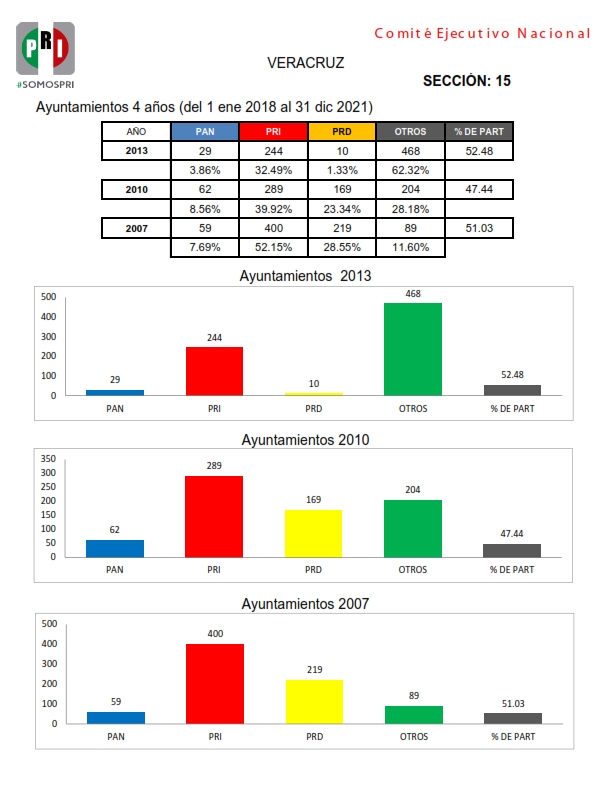 PRI
#SOMOSPRI
Comité Ejecutivo Nacional
VERACRUZ
SECCIÓN: 15
Ayuntamientos 4 años (del 1 ene 2018 al 31 dic 2021)
AÑO PAN PRI PRD OTROS % DE PART
2013 29 244 10 468 52.48
3.86% 32.49% 1.33% 62.32%
2010 62 289 169 204 47.44
8.56% 39.92% 23.34% 28.18%
2007 59 400 219 89 51.03
7.69% 52.15% 28.55% 11.60%
Ayuntamientos 2013
500
400
300
200
100
0
29
244
10
468
52.48
PAN PRI PRD OTROS % DE PART
Ayuntamientos 2010
350
300
250
200
150
100
50
0
62
289
169
204
47.44
PAN PRI PRD OTROS % DE PART
Ayuntamientos 2007
500
400
300
200
100
0
59
400
219
89
51.03
PAN PRI PRD OTROS % DE PART